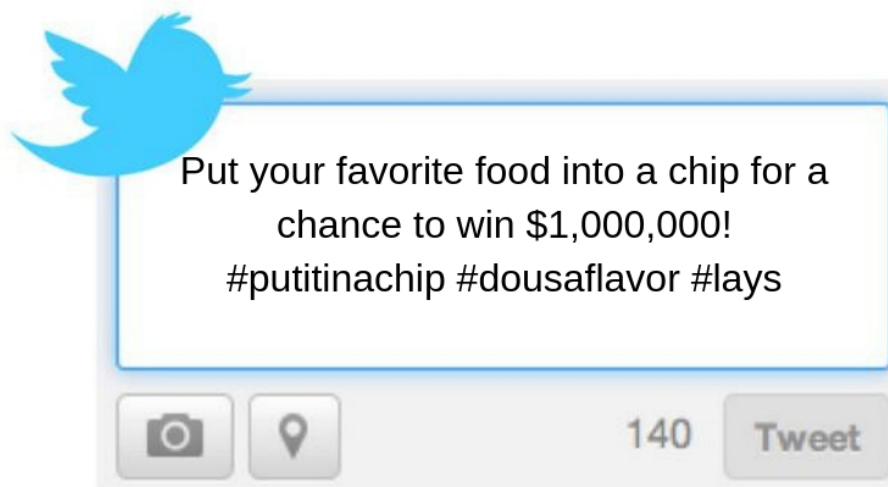 Put your favorite food into a chip for a
chance to win $1,000,000!
#putitinachip #dousaflavor #lays
140 Tweet